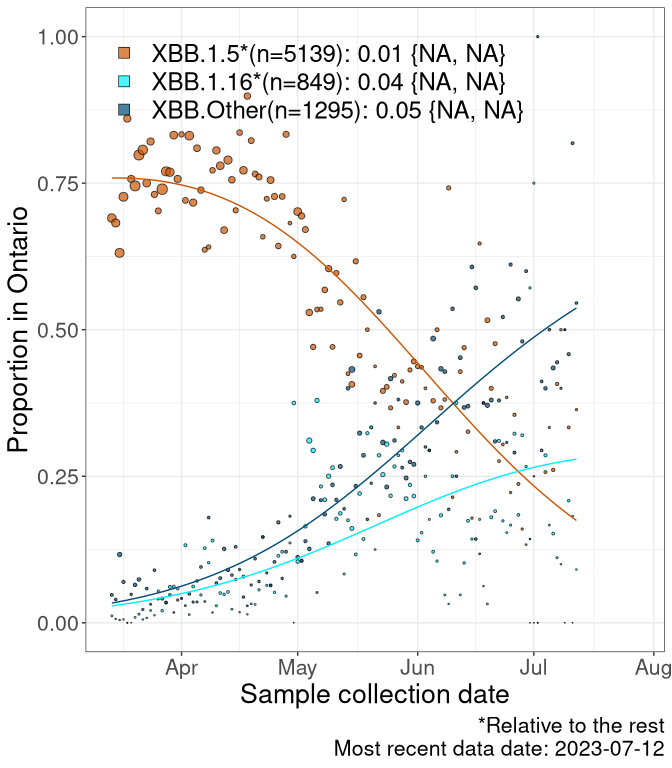 1.00
0.75
0.50
0.25
0.00
Proportion in Ontario
XBB.1.5*(n=5139): 0.01 {NA, NA}
XBB.1.16*(n=849): 0.04 {NA, NA}
XBB.Other(n=1295): 0.05 {NA, NA}
Apr May Jun Jul Aug
Sample collection date
*Relative to the rest
Most recent data date: 2023-07-12